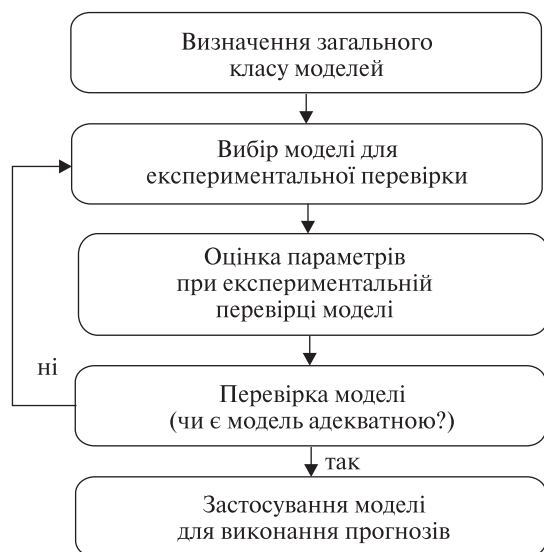 Визначення загального
класу моделей
Вибір моделі для
експериментальної перевірки
Оцінка параметрів
при експериментальній
перевірці моделі
ні
Перевірка моделі
(чи є модель адекватною?)
так
Застосування моделі
для виконання прогнозів